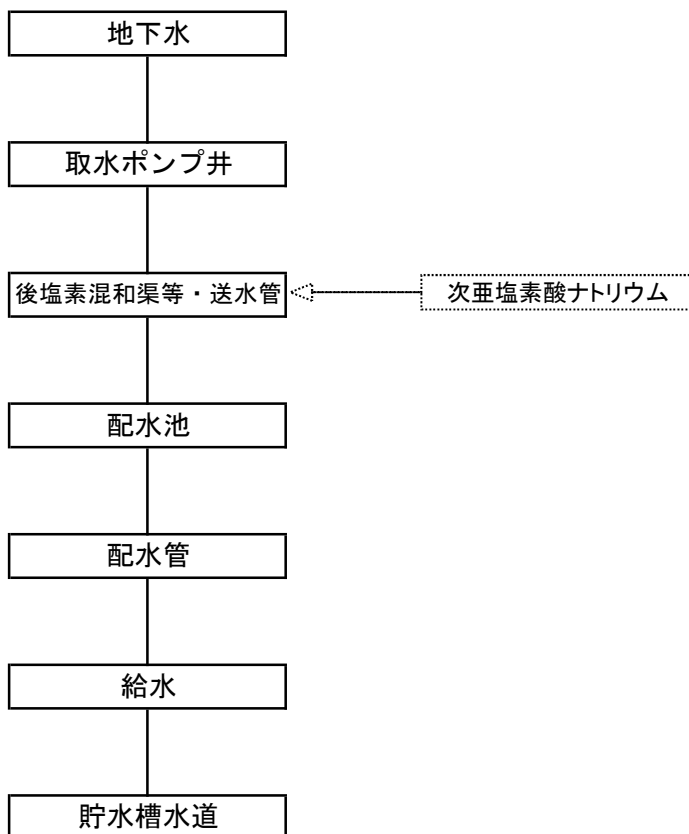 地下水
取水ポンプ井
後塩素混和渠等・送水管
次亜塩素酸ナトリウム
配水池
配水管
給水
貯水槽水道